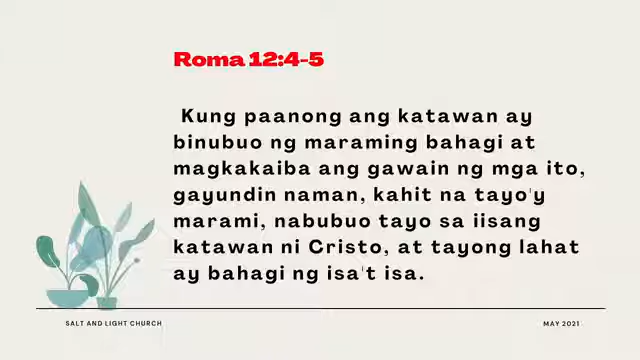 Roma 12:4-5
Kung paanong ang katawan ay
binubuo ng maraming bahagi at
magkakaiba ang gawain ng mga ito,
gayundin naman, kahit na tayo'y
marami, nabubuo tayo sa iisang
katawan ni Cristo, at tayong lahat
ay bahagi ng isa't isa.
SALT AND LIGHT CHURCH
MAY 2021